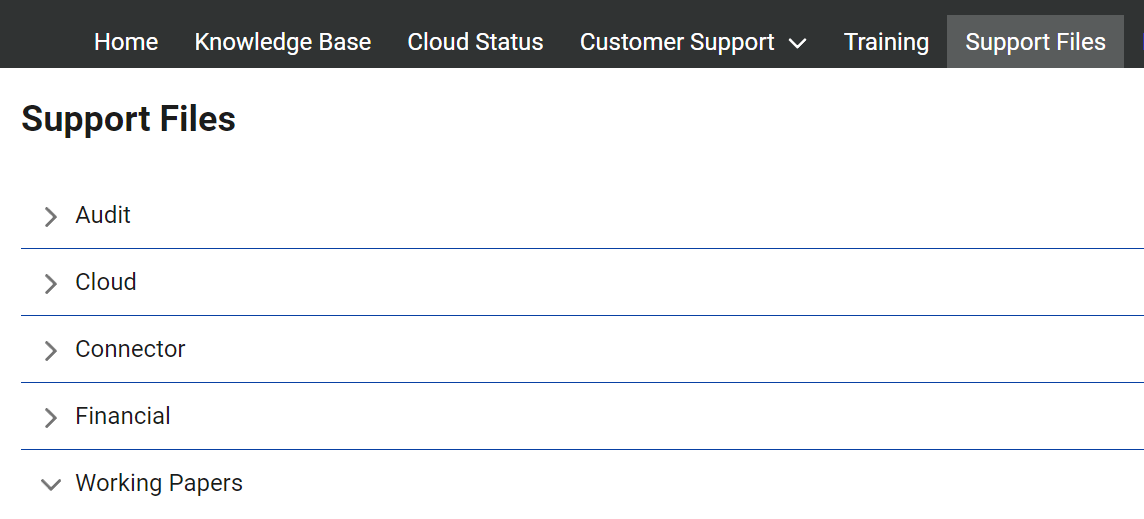 Home Knowledge Base Cloud Status Customer Support Training Support Files
Support Files
Audit
Cloud
Connector
Financial
Working Papers